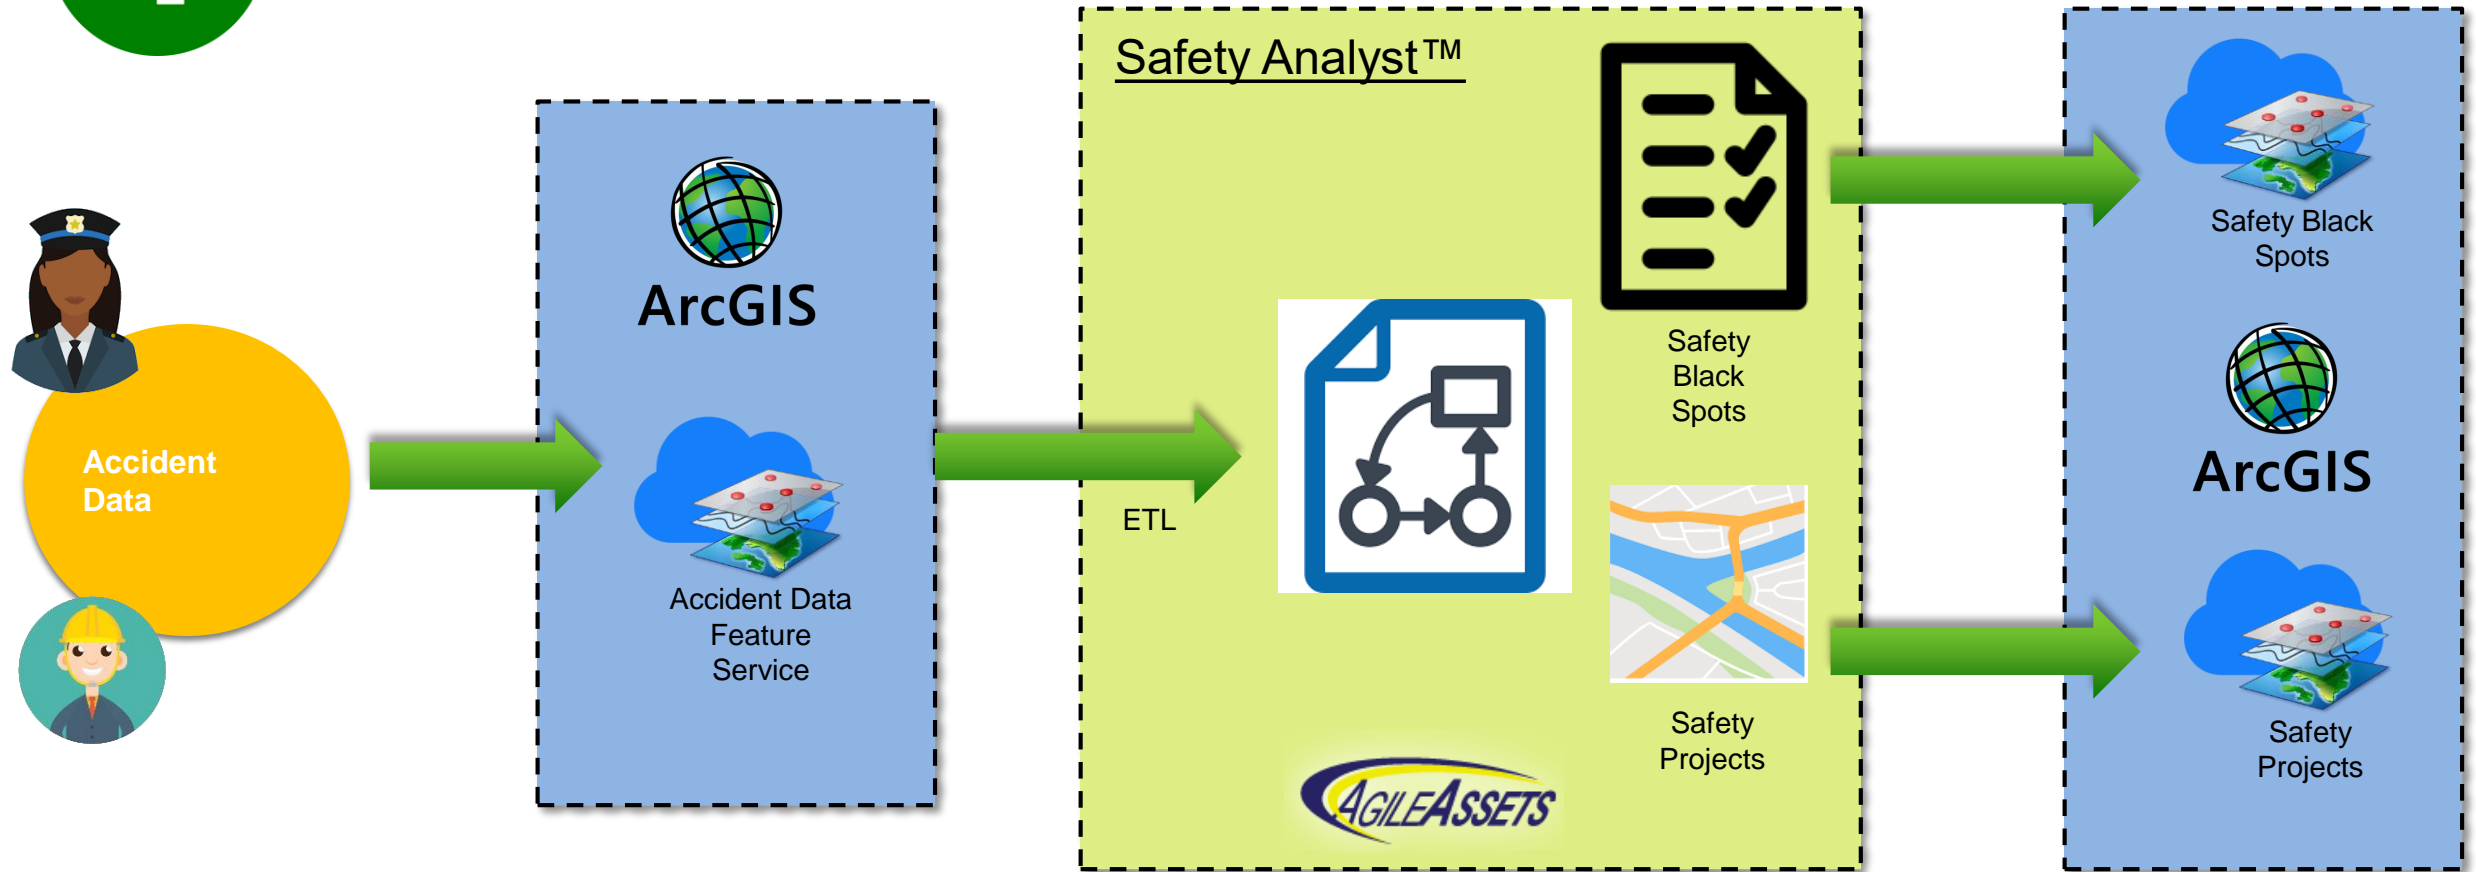 Accident
Data
ArcGIS
Accident Data
Feature
Service
ETL
Safety Analyst™
Safety
Black
Spots
Safety
Projects
AGILEASSETS
Safety Black
Spots
ArcGIS
Safety
Projects